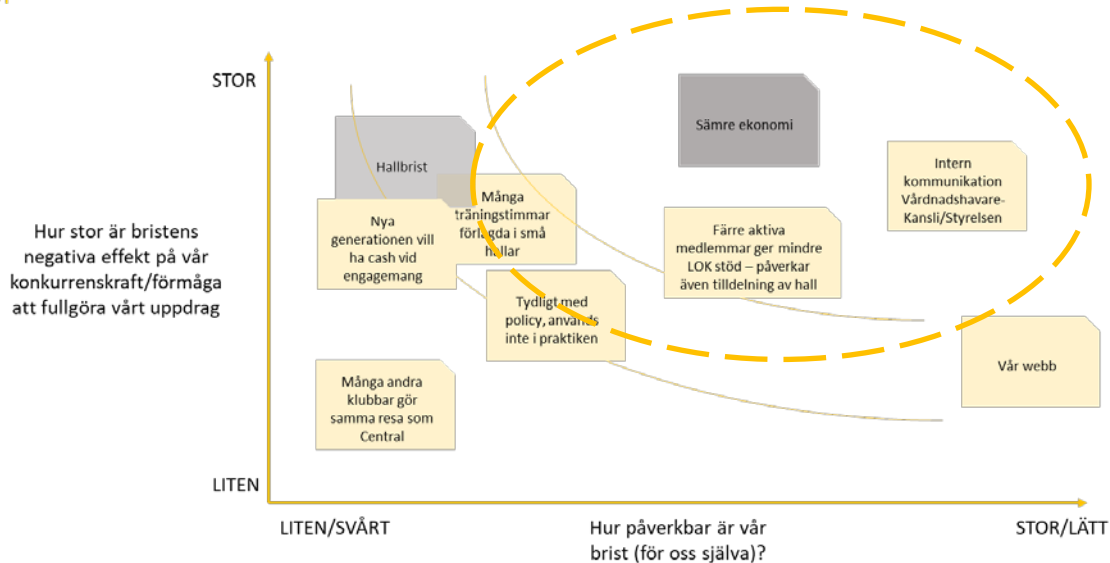 STOR
Hur stor är bristens
negativa effekt på vår
konkurrenskraft/förmåga
att fullgöra vårt uppdrag
Hallbrist
Sämre ekonomi
Intern
kommunikation
Vårdnadshavare-
Kansli/Styrelsen
Många
träningstimmar
förlagda i små
hallar
Nya
generationen vill
ha cash vid
engagemang
Färre aktiva
medlemmar ger mindre
LOK stöd – påverkar
även tilldelning av hall
Tydligt med
policy, används
inte i praktiken
Vår webb
Många andra
klubbar gör
samma resa som
Central
LITEN
LITEN/SVÅRT
Hur påverkbar är vår
brist (för oss själva)?
STOR/LÄTT